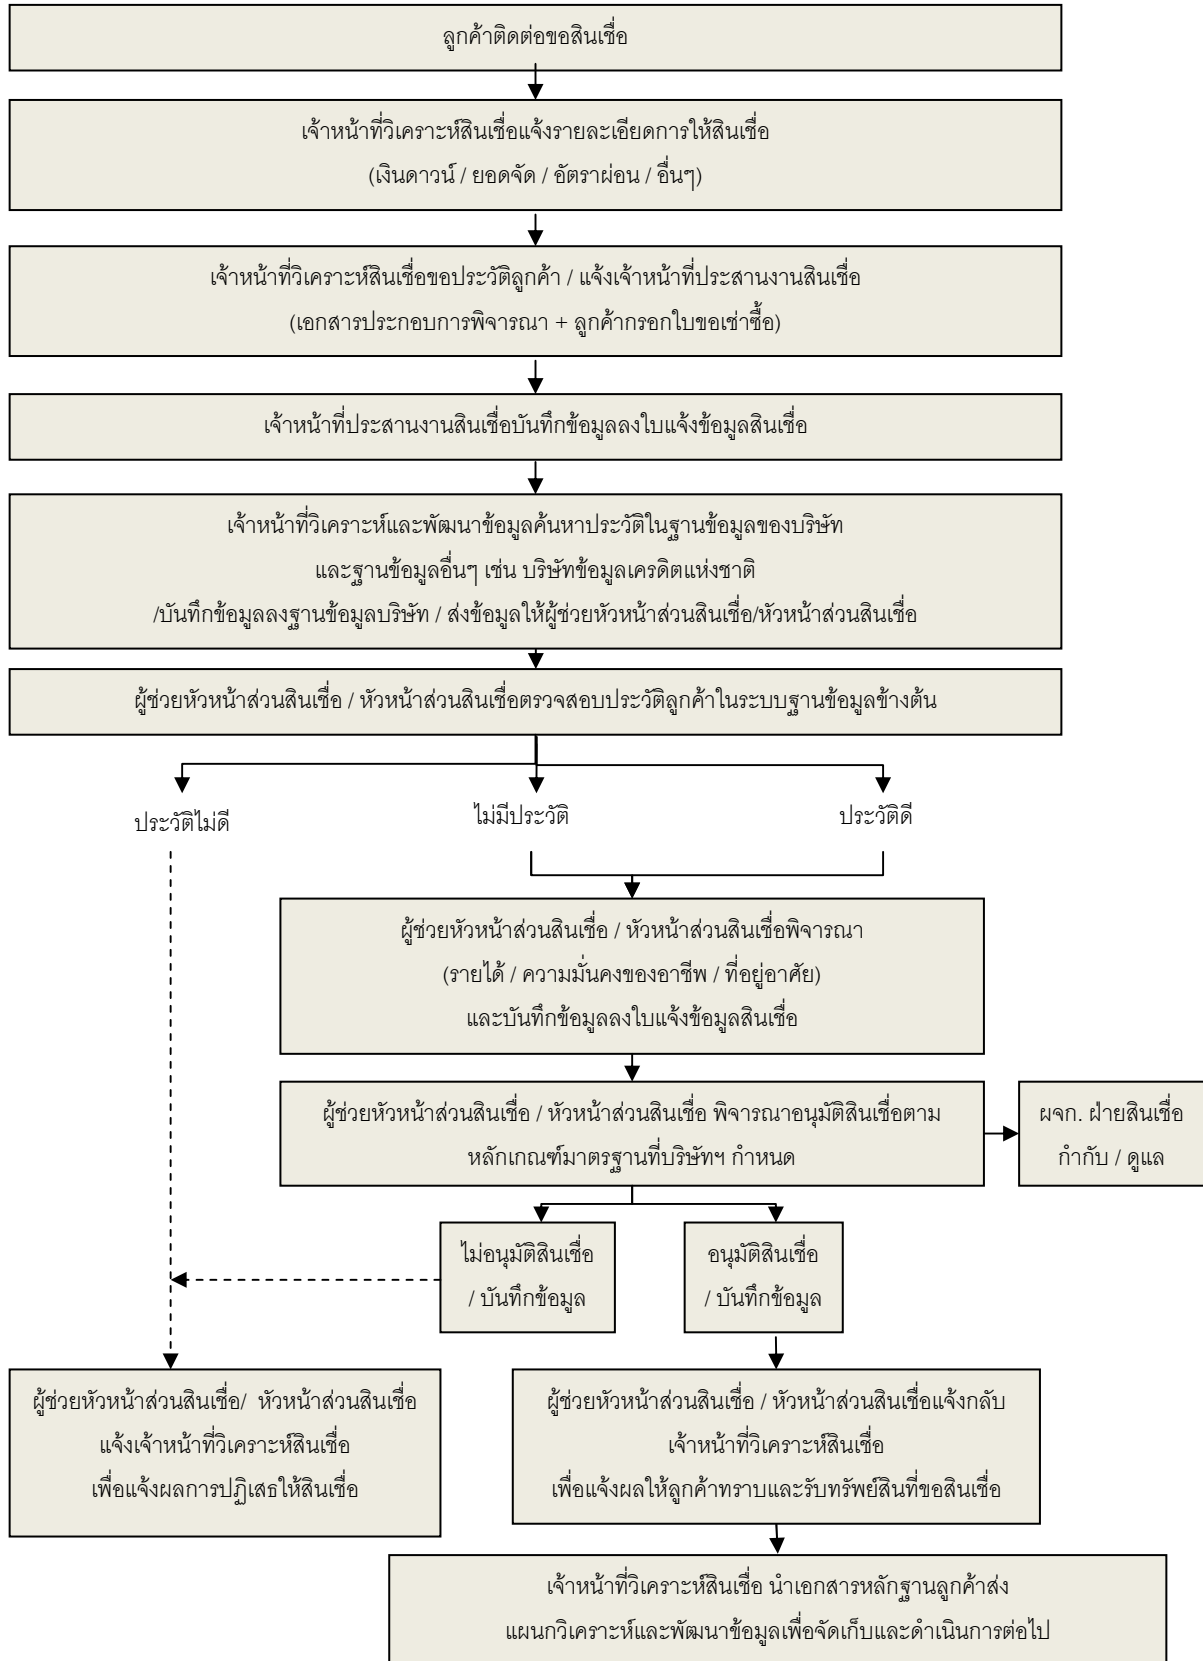 ลูกค้าติดต่อขอสินเชื่อ
เจ้าหน้าที่วิเคราะห์สินเชื่อแจ้งรายละเอียดการให้สินเชื่อ
(เงินดาวน์ / ยอดจัด / อัตราผ่อน / อื่นๆ)
เจ้าหน้าที่วิเคราะห์สินเชื่อขอประวัติลูกค้า / แจ้งเจ้าหน้าที่ประสานงานสินเชื่อ
(เอกสารประกอบการพิจารณา + ลูกค้ากรอกใบขอเช่าซื้อ)
เจ้าหน้าที่ประสานงานสินเชื่อบันทึกข้อมูลลงใบแจ้งข้อมูลสินเชื่อ
เจ้าหน้าที่วิเคราะห์และพัฒนาข้อมูลค้นหาประวัติในฐานข้อมูลของบริษัท
และฐานข้อมูลอื่นๆ เช่น บริษัทข้อมูลเครดิตแห่งชาติ
/บันทึกข้อมูลลงฐานข้อมูลบริษัท / ส่งข้อมูลให้ผู้ช่วยหัวหน้าส่วนสินเชื่อ/หัวหน้าส่วนสินเชื่อ
ผู้ช่วยหัวหน้าส่วนสินเชื่อ / หัวหน้าส่วนสินเชื่อตรวจสอบประวัติลูกค้าในระบบฐานข้อมูลข้างต้น
ประวัติไม่ดี
ไม่มีประวัติ
ประวัติดี
ผู้ช่วยหัวหน้าส่วนสินเชื่อ / หัวหน้าส่วนสินเชื่อพิจารณา
(รายได้ / ความมั่นคงของอาชีพ / ที่อยู่อาศัย)
และบันทึกข้อมูลลงใบแจ้งข้อมูลสินเชื่อ
ผู้ช่วยหัวหน้าส่วนสินเชื่อ / หัวหน้าส่วนสินเชื่อ พิจารณาอนุมัติสินเชื่อตาม
หลักเกณฑ์มาตรฐานที่บริษัทฯ กำหนด
ผจก. ฝ่ายสินเชื่อ
กำกับ / ดูแล
ไม่อนุมัติสินเชื่อ
/ บันทึกข้อมูล
อนุมัติสินเชื่อ
/ บันทึกข้อมูล
ผู้ช่วยหัวหน้าส่วนสินเชื่อ/ หัวหน้าส่วนสินเชื่อ
แจ้งเจ้าหน้าที่วิเคราะห์สินเชื่อ
เพื่อแจ้งผลการปฏิเสธให้สินเชื่อ
ผู้ช่วยหัวหน้าส่วนสินเชื่อ / หัวหน้าส่วนสินเชื่อแจ้งกลับ
เจ้าหน้าที่วิเคราะห์สินเชื่อ
เพื่อแจ้งผลให้ลูกค้าทราบและรับทรัพย์สินที่ขอสินเชื่อ
เจ้าหน้าที่วิเคราะห์สินเชื่อ นำเอกสารหลักฐานลูกค้าส่ง
แผนกวิเคราะห์และพัฒนาข้อมูลเพื่อจัดเก็บและดำเนินการต่อไป